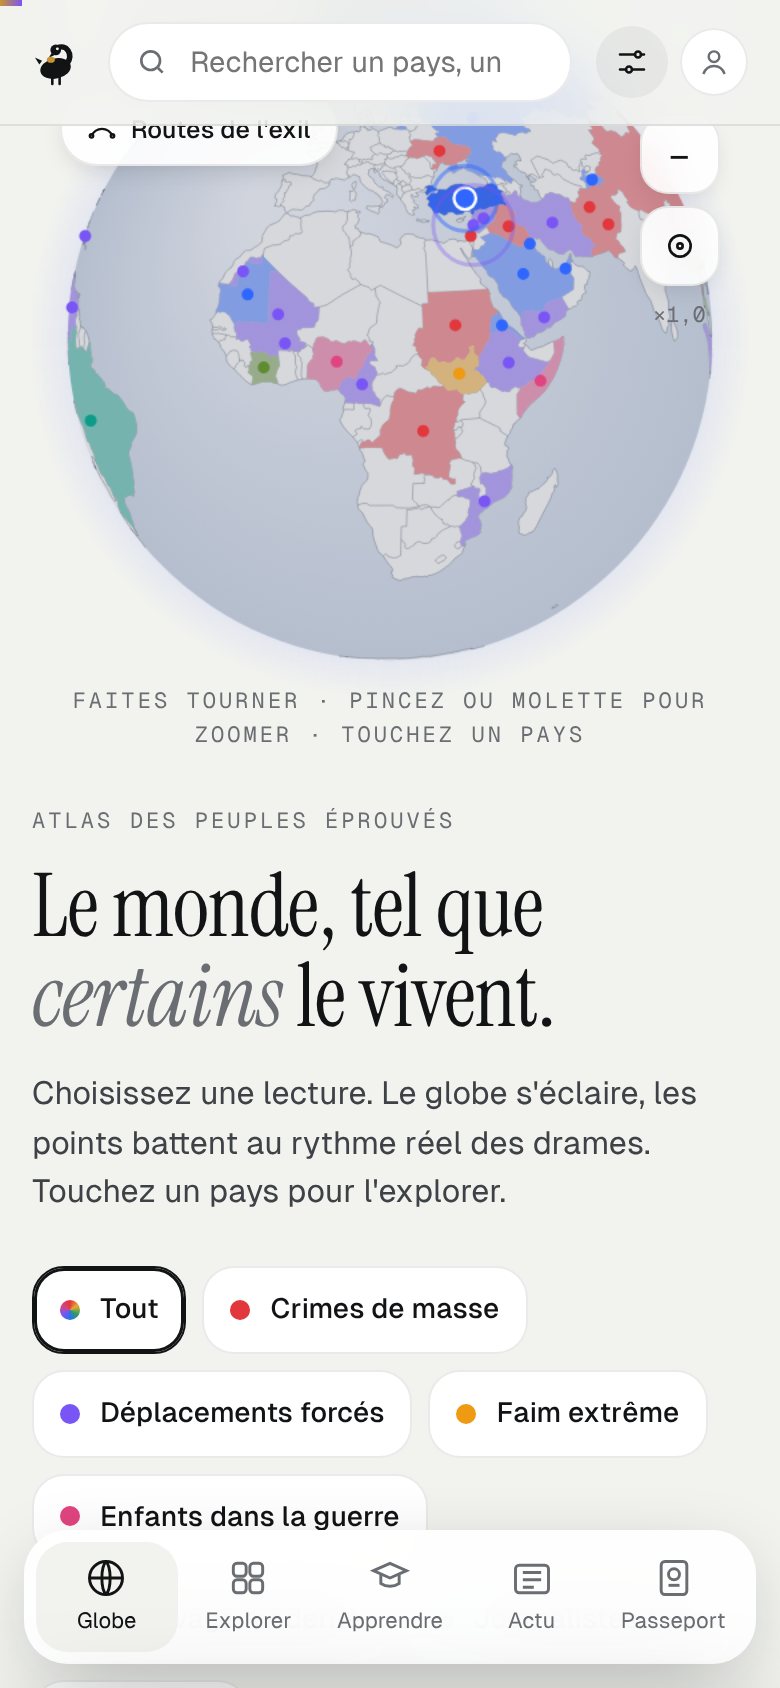 Rechercher un pays, un
Routes de l'exil
×1,0
FAITES TOURNER · PINCEZ OU MOLETTE POUR
ZOOMER · TOUCHEZ UN PAYS
ATLAS DES PEUPLES ÉPROUVÉS
Le monde, tel que
certains le vivent.
Choisissez une lecture. Le globe s'éclaire, les
points battent au rythme réel des drames.
Touchez un pays pour l'explorer.
Tout
Crimes de masse
Déplacements forcés
Faim extrême
Enfants dans la guerre
Globe
Explorer
Apprendre
Actu
Passeport